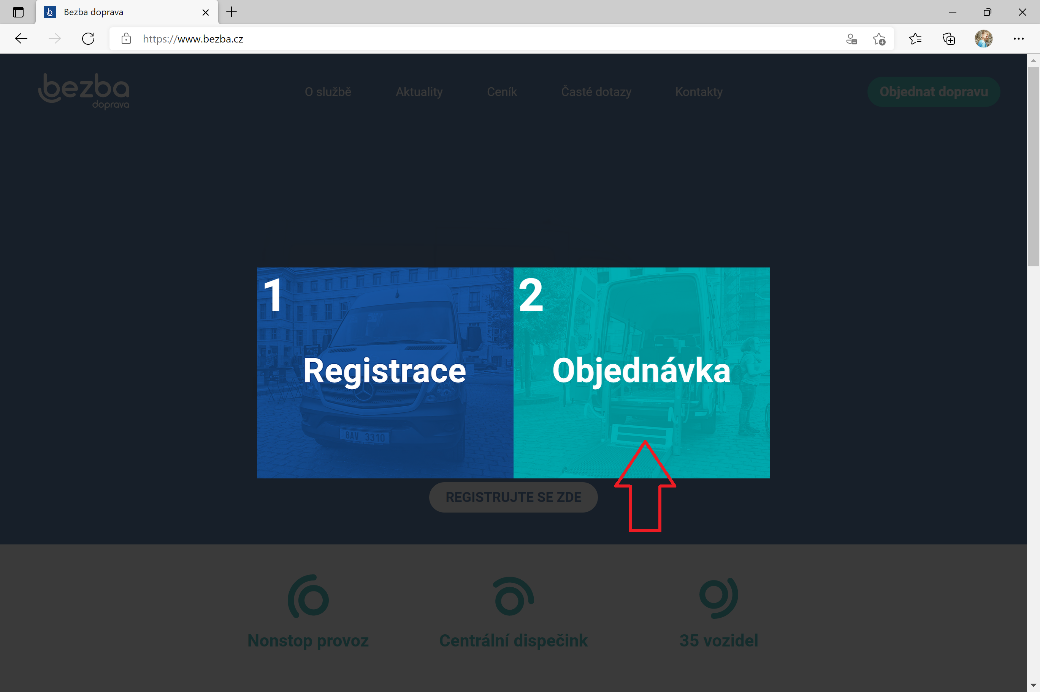 Bezba doprava
https://www.bezba.cz
bezba
doprava
O službě
Aktuality
Ceník
Časté dotazy
Kontakty
Objednat dopravu
1
Registrace
2
Objednávka
REGISTRUJTE SE ZDE
Nonstop provoz
Centrální dispečink
35 vozidel